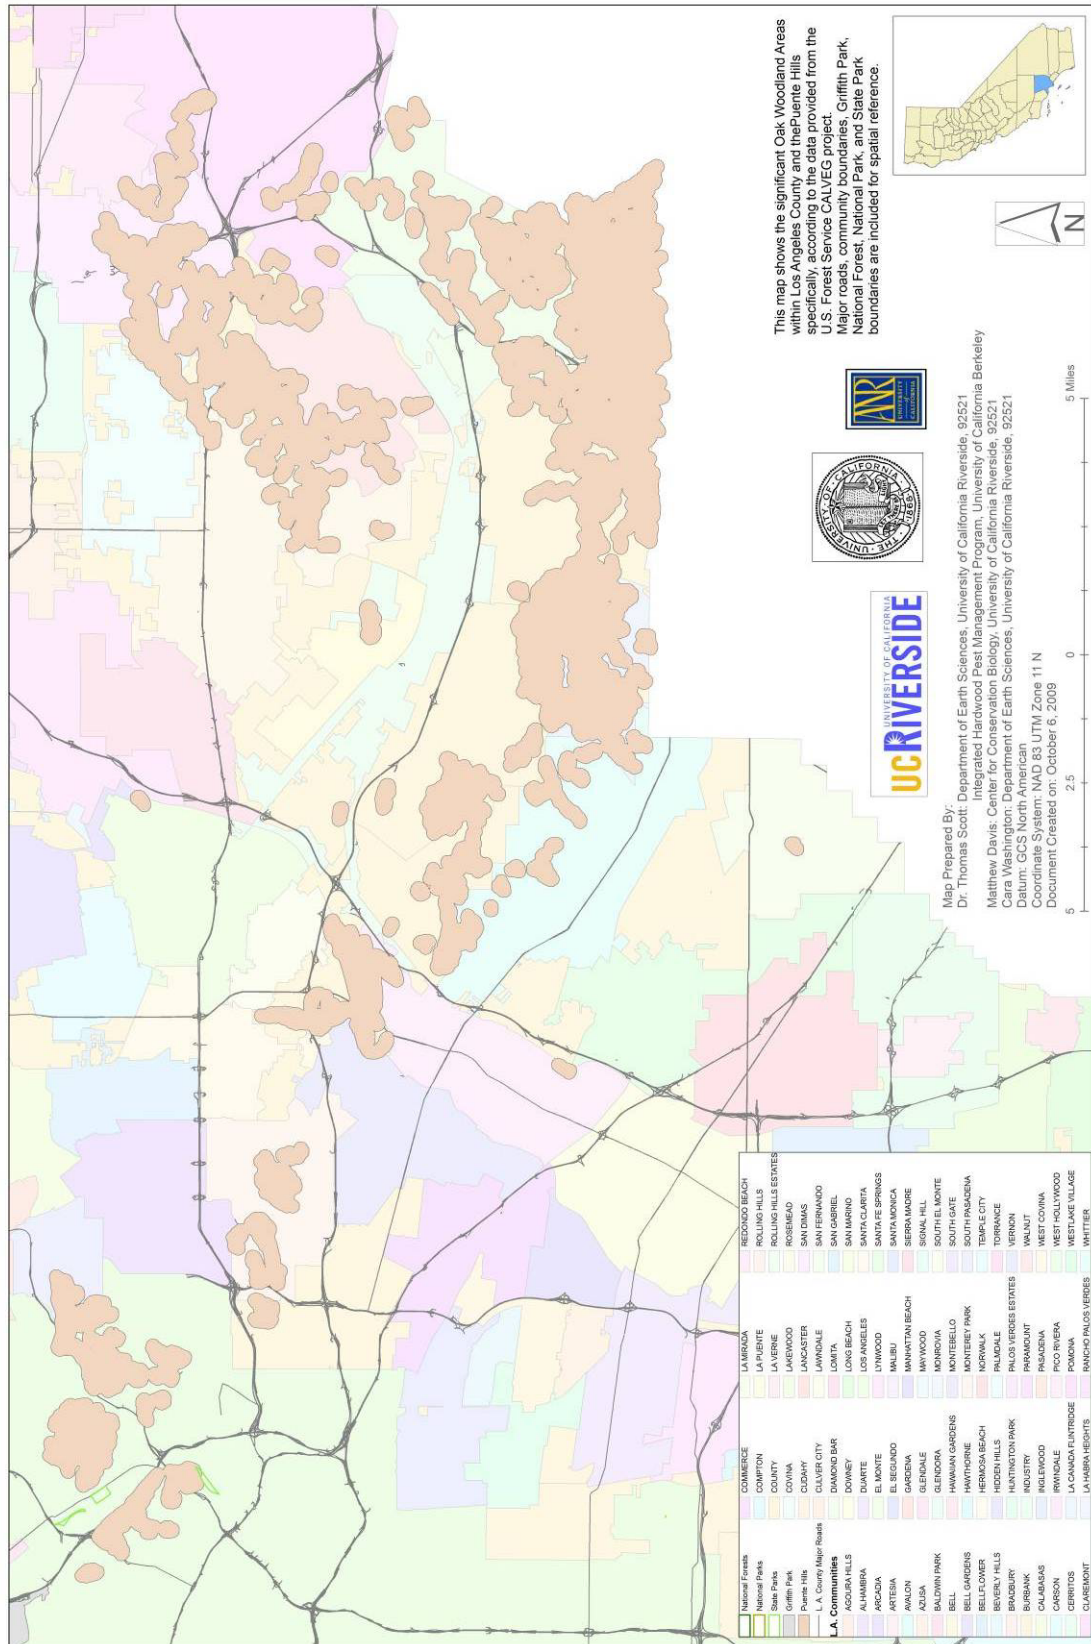 This map shows the significant Oak Woodland Areas
within Los Angeles County and thePuente Hills
specifically, according to the data provided from the
U.S. Forest Service CALVEG project.
Major roads, community boundaries, Griffith Park,
National Forest, National Park, and State Park
boundaries are included for spatial reference.
N
ANR
UNIVERSITY
of
CALIFORNIA
THE UNIVERSITY OF CALIFORNIA 1868
UNIVERSITY OF CALIFORNIA
UCRIVERSIDE
Map Prepared By:
Dr. Thomas Scott: Department of Earth Sciences, University of California Riverside, 92521
Integrated Hardwood Pest Management Program, University of California Berkeley
Matthew Davis: Center for Conservation Biology, University of California Riverside, 92521
Cara Washington: Department of Earth Sciences, University of California Riverside, 92521
Datum: GCS North American
Coordinate System: NAD 83 UTM Zone 11 N
Document Created on: October 6, 2009
5 2.5 0 5 Miles
National Forests
National Parks
State Parks
Griffith Park
Puente Hills
L. A. County Major Roads
L.A. Communities
AGOURA HILLS
ALHAMBRA
ARCADIA
ARTESIA
AVALON
AZUSA
BALDWIN PARK
BELL
BELL GARDENS
BELLFLOWER
BEVERLY HILLS
BRADBURY
BURBANK
CALABASAS
CARSON
CERRITOS
CLAREMONT
COMMERCE
COMPTON
COUNTY
COVINA
CUDAHY
CULVER CITY
DIAMOND BAR
DOWNEY
DUARTE
EL MONTE
EL SEGUNDO
GARDENA
GLENDALE
GLENDORA
HAWAIIAN GARDENS
HAWTHORNE
HERMOSA BEACH
HIDDEN HILLS
HUNTINGTON PARK
INDUSTRY
INGLEWOOD
IRWINDALE
LA CANADA FLINTRIDGE
LA HABRA HEIGHTS
LA MIRADA
LA PUENTE
LA VERNE
LAKEWOOD
LANCASTER
LAWNDALE
LOMITA
LONG BEACH
LOS ANGELES
LYNWOOD
MALIBU
MANHATTAN BEACH
MAYWOOD
MONROVIA
MONTEBELLO
MONTEREY PARK
NORWALK
PALMDALE
PALOS VERDES ESTATES
PARAMOUNT
PASADENA
PICO RIVERA
POMONA
RANCHO PALOS VERDES
REDONDO BEACH
ROLLING HILLS
ROLLING HILLS ESTATES
ROSEMEAD
SAN DIMAS
SAN FERNANDO
SAN GABRIEL
SAN MARINO
SANTA CLARITA
SANTA FE SPRINGS
SANTA MONICA
SIERRA MADRE
SIGNAL HILL
SOUTH EL MONTE
SOUTH GATE
SOUTH PASADENA
TEMPLE CITY
TORRANCE
VERNON
WALNUT
WEST COVINA
WEST HOLLYWOOD
WESTLAKE VILLAGE
WHITTIER